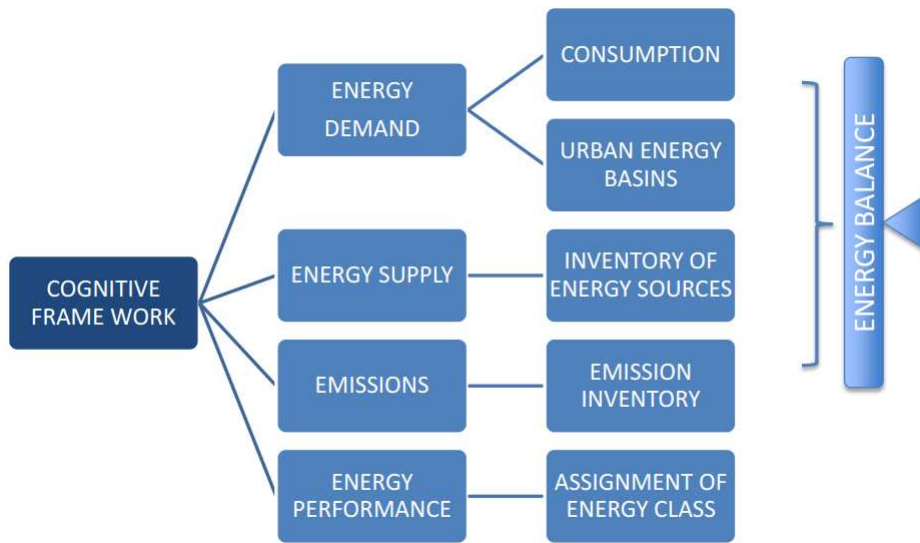 COGNITIVE
FRAME WORK
ENERGY
DEMAND
ENERGY SUPPLY
EMISSIONS
ENERGY
PERFORMANCE
CONSUMPTION
URBAN ENERGY
BASINS
INVENTORY OF
ENERGY SOURCES
EMISSION
INVENTORY
ASSIGNMENT OF
ENERGY CLASS
ENERGY BALANCE